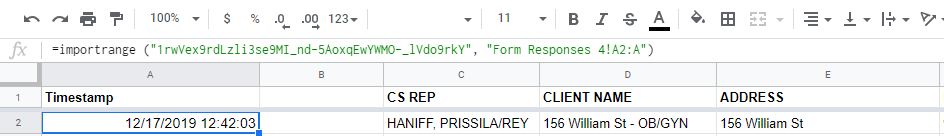 100% $ % .0 .00 123 Calibri 11 B I S A
fx =importrange ("1rwVex9rdLzli3se9MI_nd-5AoxqEwYWMO-_lVdo9rkY", "Form Responses 4!A2:A")
A B C D E
1 Timestamp CS REP CLIENT NAME ADDRESS
2 12/17/2019 12:42:03 HANIFF, PRISSILA/REY 156 William St - OB/GYN 156 William St